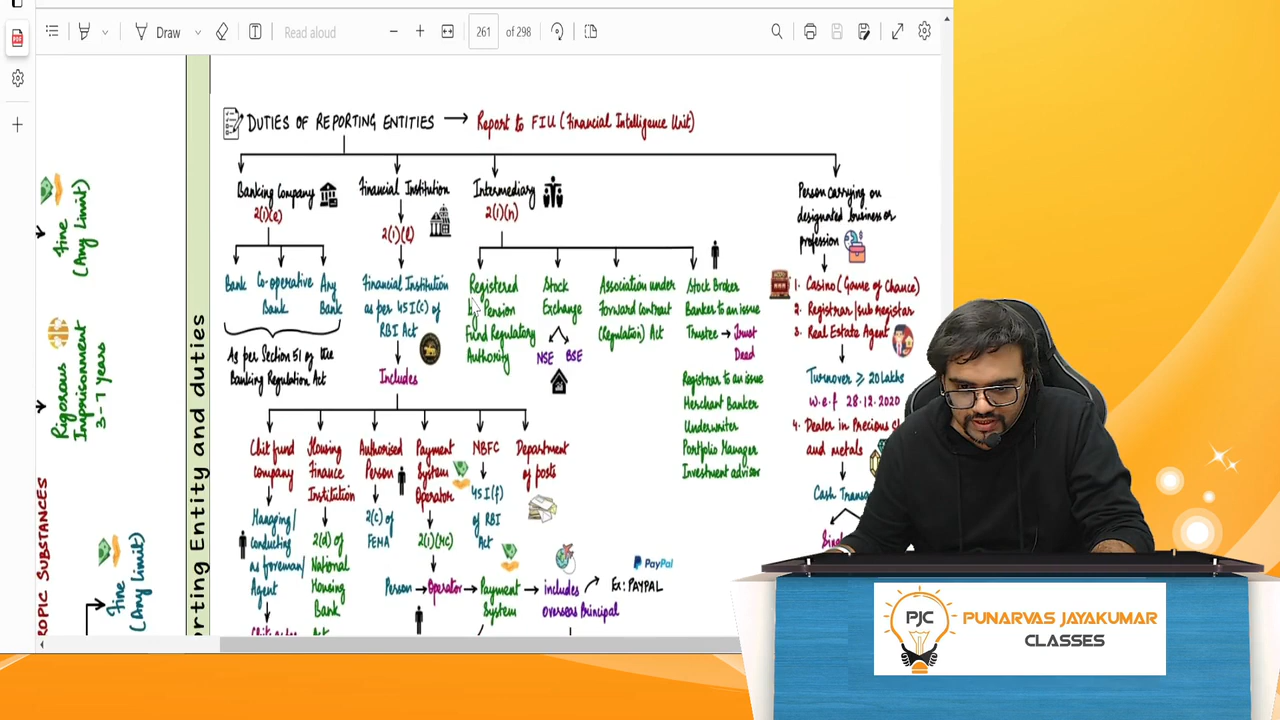 Draw
Read aloud
261
of 298
DUTIES OF REPORTING ENTITIES → REPORT TO FIU (Financial Intelligence Unit)
Banking Company
2(1)(e)
Bank
Co-operative
Bank
Any
Bank
As per Section 51 of the
Banking Regulation Act
Financial Institution
2(1)(l)
Financial Institution
as per 45 I(c) of
RBI Act
Includes
Intermediary
2(1)(n)
Registered
Pension
Fund Regulatory
Authority
Stock
Exchange
NSE
BSE
Association under
Forward Contract
(Regulation) Act
Stock Broker
Banker to an issue
Trustee → Trust
Deed
Registrar to an issue
Merchant Banker
Underwriter
Portfolio Manager
Investment advisor
Person carrying on
designated business or
profession
1. Casino (Game of Chance)
2. Registrar/sub registrar
3. Real Estate Agent
Turnover ≥ 20 Lakhs
w.e.f 28.12.2020
4. Dealer in Precious
and metals
Cash
Chit fund
company
Managing/
conducting
as foreman/
Agent
Housing
Finance
Institution
2(d) of
National
Housing
Bank
Authorised
Person
2(c) of
FEMA
Payment
System
Operator
2(1)(HC)
NBFC
45 I(f)
of RBI
Act
Department
of posts
Person → Operator → Payment
System → includes
overseas Principal
Ex: PAYPAL
PayPal
Fine
(Any Limit)
Rigorous
Imprisonment
3-7 years
ROPIC SUBSTANCES
Fine
(Any Limit)
orting Entity and duties
PJC
PUNARVAS JAYAKUMAR
CLASSES